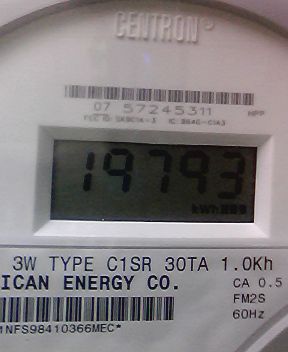 CENTRON®
07 57245311 HPP
19793
kWh
3W TYPE C1SR 30TA 1.0Kh
ICAN ENERGY CO.
CA 0.5
FM2S
60Hz
1NFS98410366MEC*